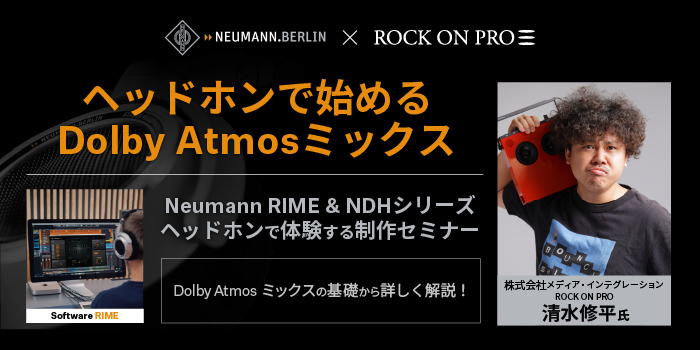 NEUMANN.BERLIN × ROCK ON PRO
ヘッドホンで始める
Dolby Atmosミックス
Neumann RIME & NDHシリーズ
ヘッドホンで体験する制作セミナー
Software RIME
Dolby Atmos ミックスの基礎から詳しく解説！
株式会社メディア・インテグレーション
ROCK ON PRO
清水修平氏